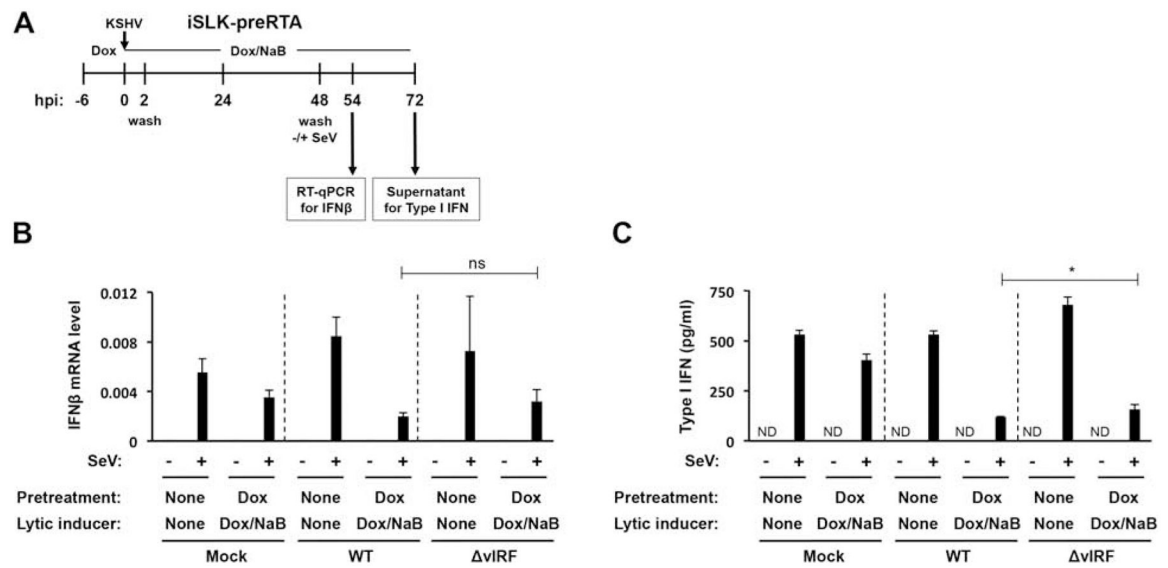 A
KSHV
iSLK-preRTA
Dox
Dox/NaB
hpi: -6 0 2 24 48 54 72
wash
wash
-/+ SeV
RT-qPCR
for IFNβ
Supernatant
for Type I IFN
B
ns
IFNβ mRNA level
0.012
0.008
0.004
0
SeV: - + - + - + - + - + - +
Pretreatment: None Dox None Dox None Dox
Lytic inducer: None Dox/NaB None Dox/NaB None Dox/NaB
Mock WT ΔvIRF
C
*
Type I IFN (pg/ml)
750
500
250
0
ND ND ND ND ND ND
SeV: - + - + - + - + - + - +
Pretreatment: None Dox None Dox None Dox
Lytic inducer: None Dox/NaB None Dox/NaB None Dox/NaB
Mock WT ΔvIRF